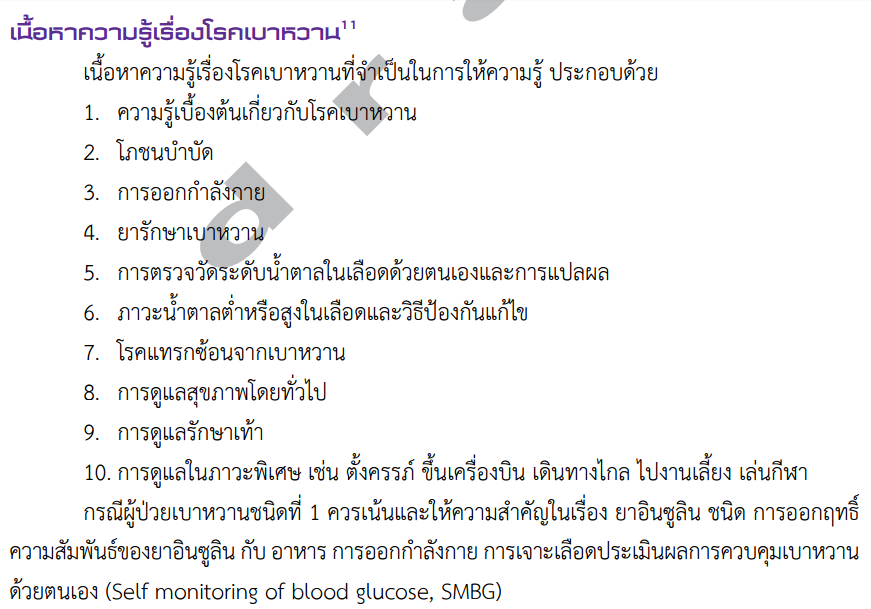 เนื้อหาความรู้เรื่องโรคเบาหวาน¹¹
เนื้อหาความรู้เรื่องโรคเบาหวานที่จำเป็นในการให้ความรู้ ประกอบด้วย
1. ความรู้เบื้องต้นเกี่ยวกับโรคเบาหวาน
2. โภชนบำบัด
3. การออกกำลังกาย
4. ยารักษาเบาหวาน
5. การตรวจวัดระดับน้ำตาลในเลือดด้วยตนเองและการแปลผล
6. ภาวะน้ำตาลต่ำหรือสูงในเลือดและวิธีป้องกันแก้ไข
7. โรคแทรกซ้อนจากเบาหวาน
8. การดูแลสุขภาพโดยทั่วไป
9. การดูแลรักษาเท้า
10. การดูแลในภาวะพิเศษ เช่น ตั้งครรภ์ ขึ้นเครื่องบิน เดินทางไกล ไปงานเลี้ยง เล่นกีฬา
กรณีผู้ป่วยเบาหวานชนิดที่ 1 ควรเน้นและให้ความสำคัญในเรื่อง ยาอินซูลิน ชนิด การออกฤทธิ์
ความสัมพันธ์ของยาอินซูลิน กับ อาหาร การออกกำลังกาย การเจาะเลือดประเมินผลการควบคุมเบาหวาน
ด้วยตนเอง (Self monitoring of blood glucose, SMBG)